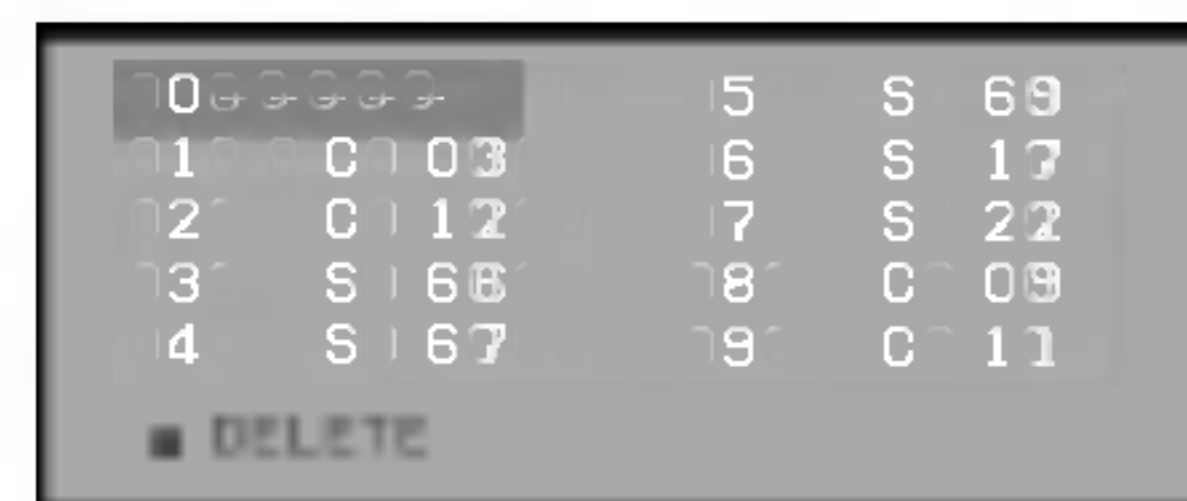 0 - - - - - 5 S 69
1 C 03 6 S 17
2 C 12 7 S 22
3 S 66 8 C 09
4 S 67 9 C 11
■ DELETE